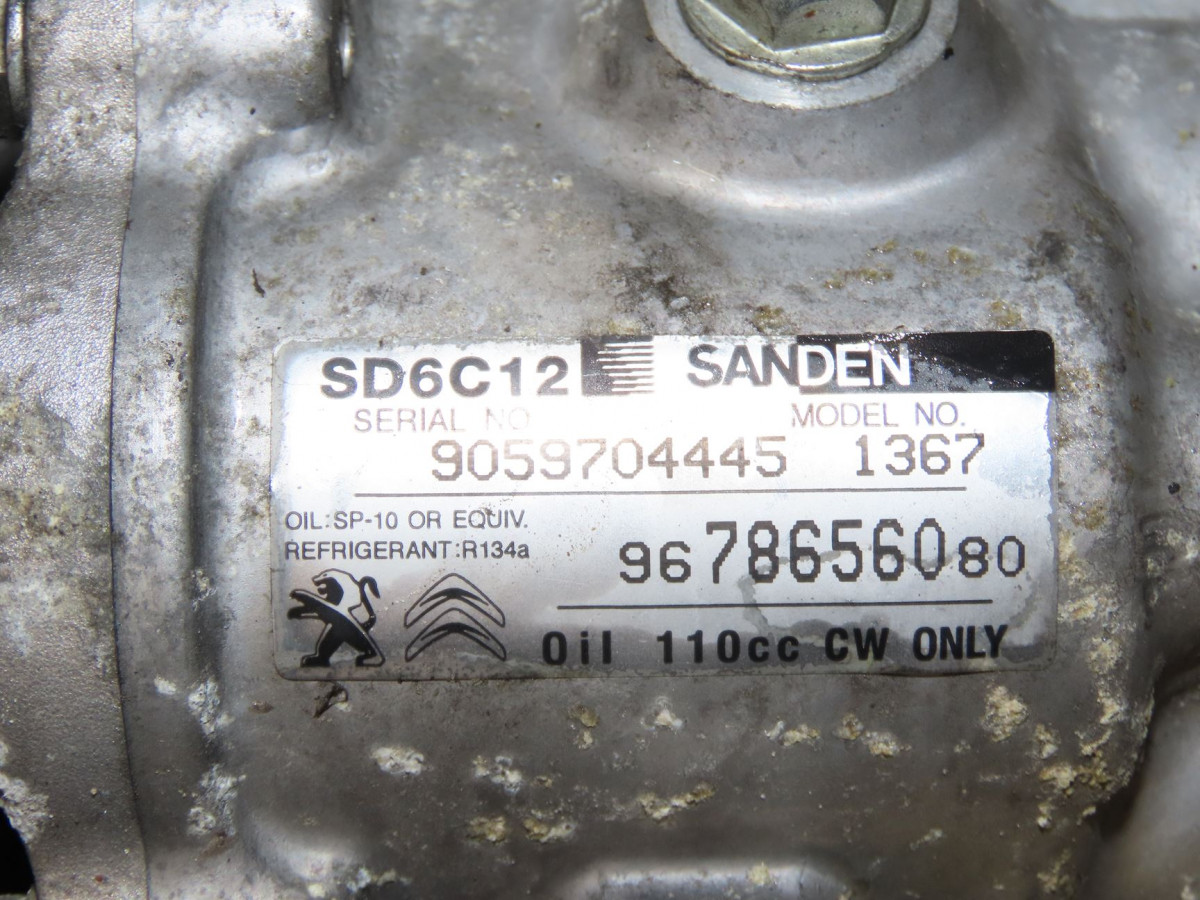 SD6C12 SANDEN
SERIAL NO. MODEL NO.
9059704445 1367
OIL:SP-10 OR EQUIV.
REFRIGERANT:R134a
9678656080
Oil 110cc CW ONLY